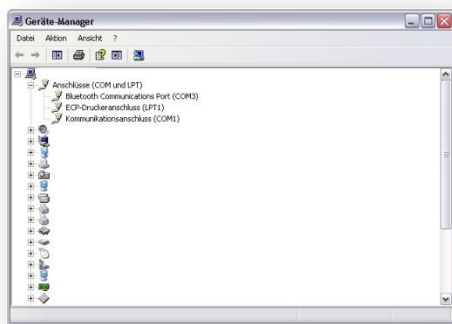 Geräte-Manager
Datei Aktion Ansicht ?
Anschlüsse (COM und LPT)
Bluetooth Communications Port (COM3)
ECP-Druckeranschluss (LPT1)
Kommunikationsanschluss (COM1)